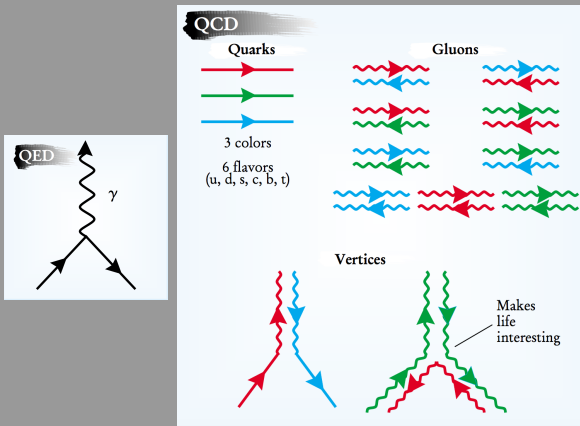 QED
γ
QCD
Quarks
Gluons
3 colors
6 flavors
(u, d, s, c, b, t)
Vertices
Makes
life
interesting